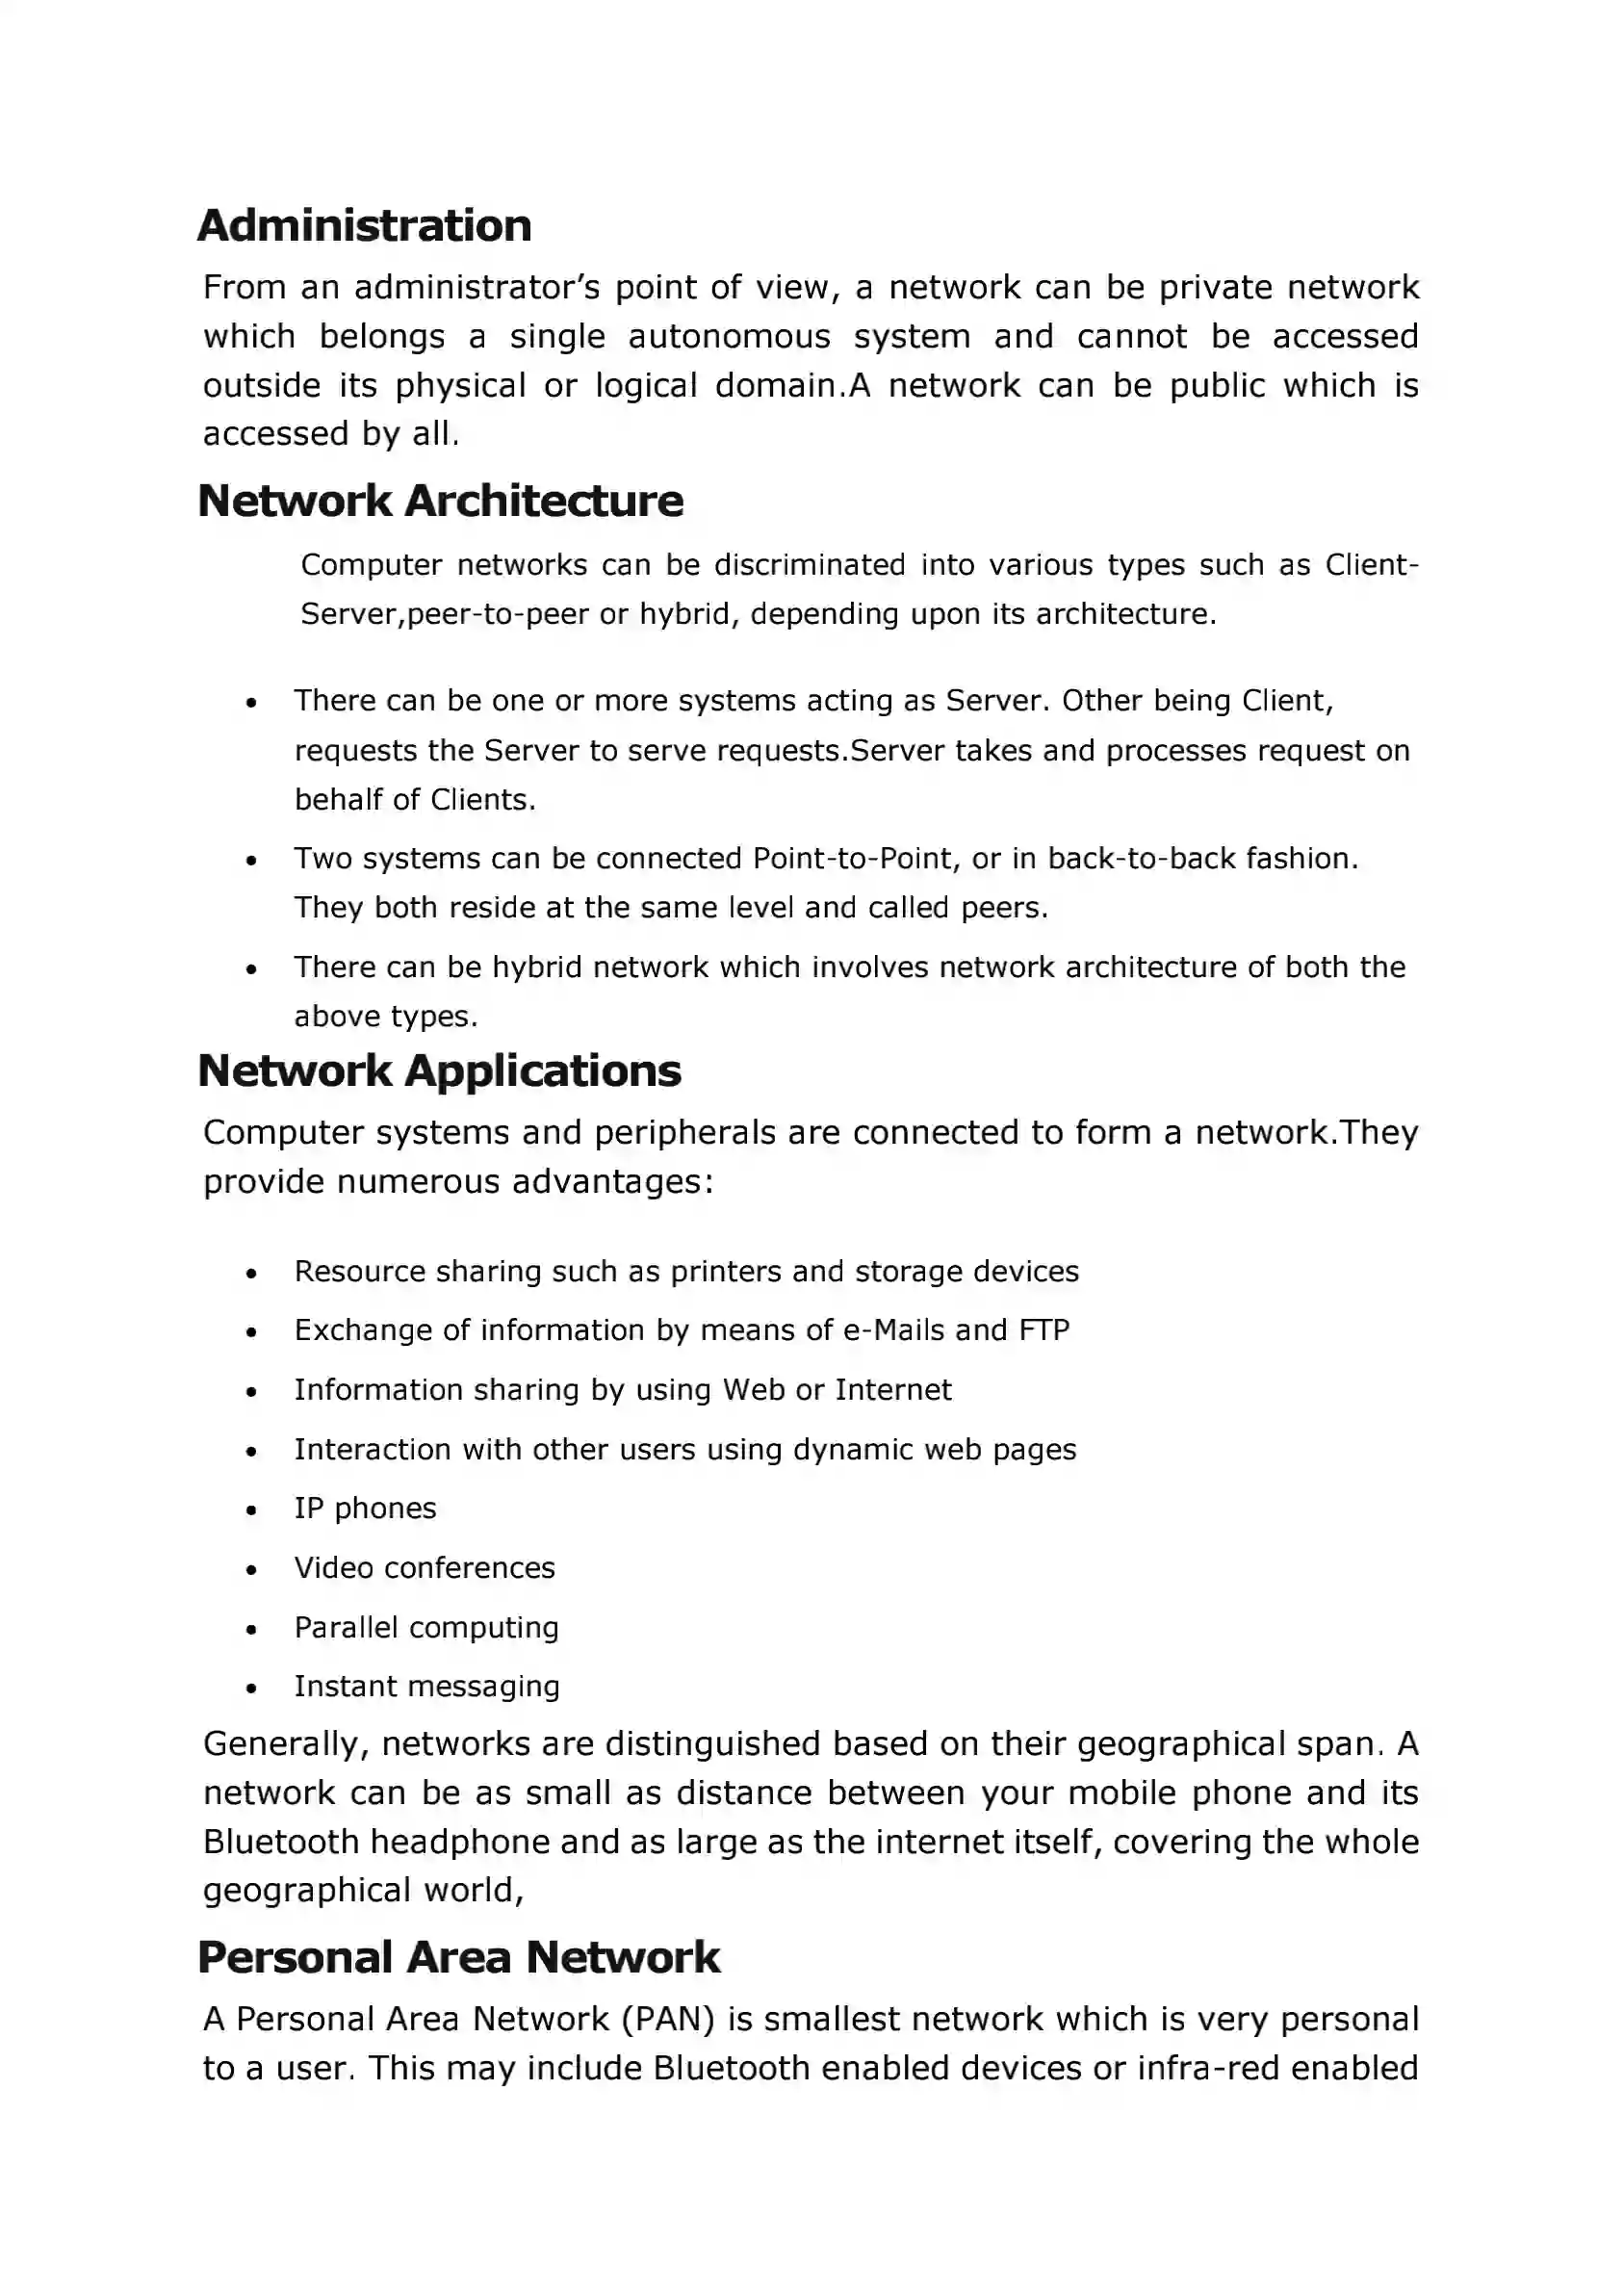 Administration
From an administrator’s point of view, a network can be private network
which belongs a single autonomous system and cannot be accessed
outside its physical or logical domain.A network can be public which is
accessed by all.
Network Architecture
Computer networks can be discriminated into various types such as Client-
Server,peer-to-peer or hybrid, depending upon its architecture.
• There can be one or more systems acting as Server. Other being Client,
requests the Server to serve requests.Server takes and processes request on
behalf of Clients.
• Two systems can be connected Point-to-Point, or in back-to-back fashion.
They both reside at the same level and called peers.
• There can be hybrid network which involves network architecture of both the
above types.
Network Applications
Computer systems and peripherals are connected to form a network.They
provide numerous advantages:
• Resource sharing such as printers and storage devices
• Exchange of information by means of e-Mails and FTP
• Information sharing by using Web or Internet
• Interaction with other users using dynamic web pages
• IP phones
• Video conferences
• Parallel computing
• Instant messaging
Generally, networks are distinguished based on their geographical span. A
network can be as small as distance between your mobile phone and its
Bluetooth headphone and as large as the internet itself, covering the whole
geographical world,
Personal Area Network
A Personal Area Network (PAN) is smallest network which is very personal
to a user. This may include Bluetooth enabled devices or infra-red enabled